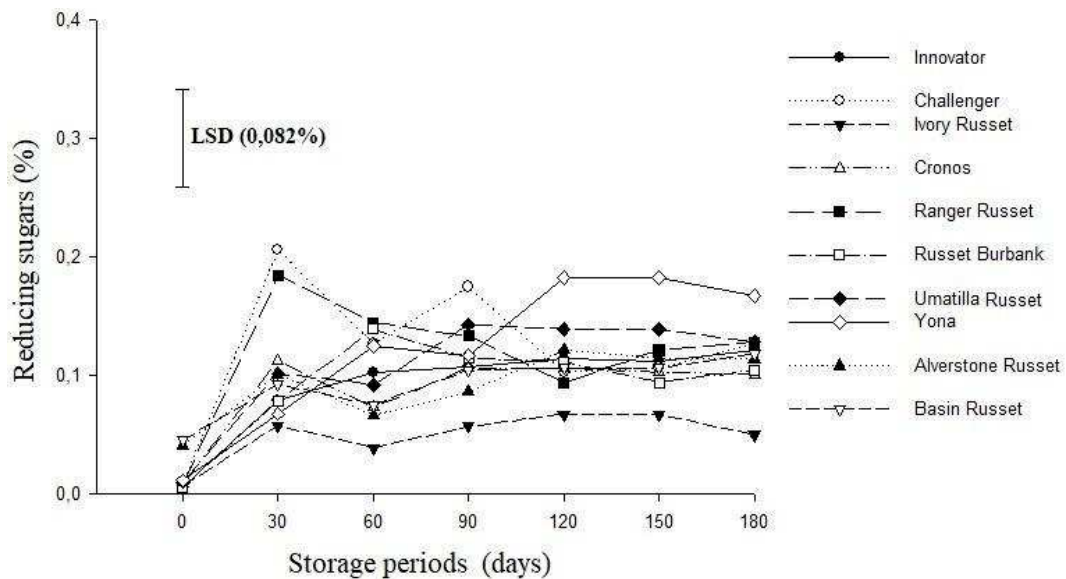 0,4
0,3
0,2
0,1
0,0
Reducing sugars (%)
LSD (0,082%)
0 30 60 90 120 150 180
Storage periods (days)
Innovator
Challenger
Ivory Russet
Cronos
Ranger Russet
Russet Burbank
Umatilla Russet
Yona
Alverstone Russet
Basin Russet